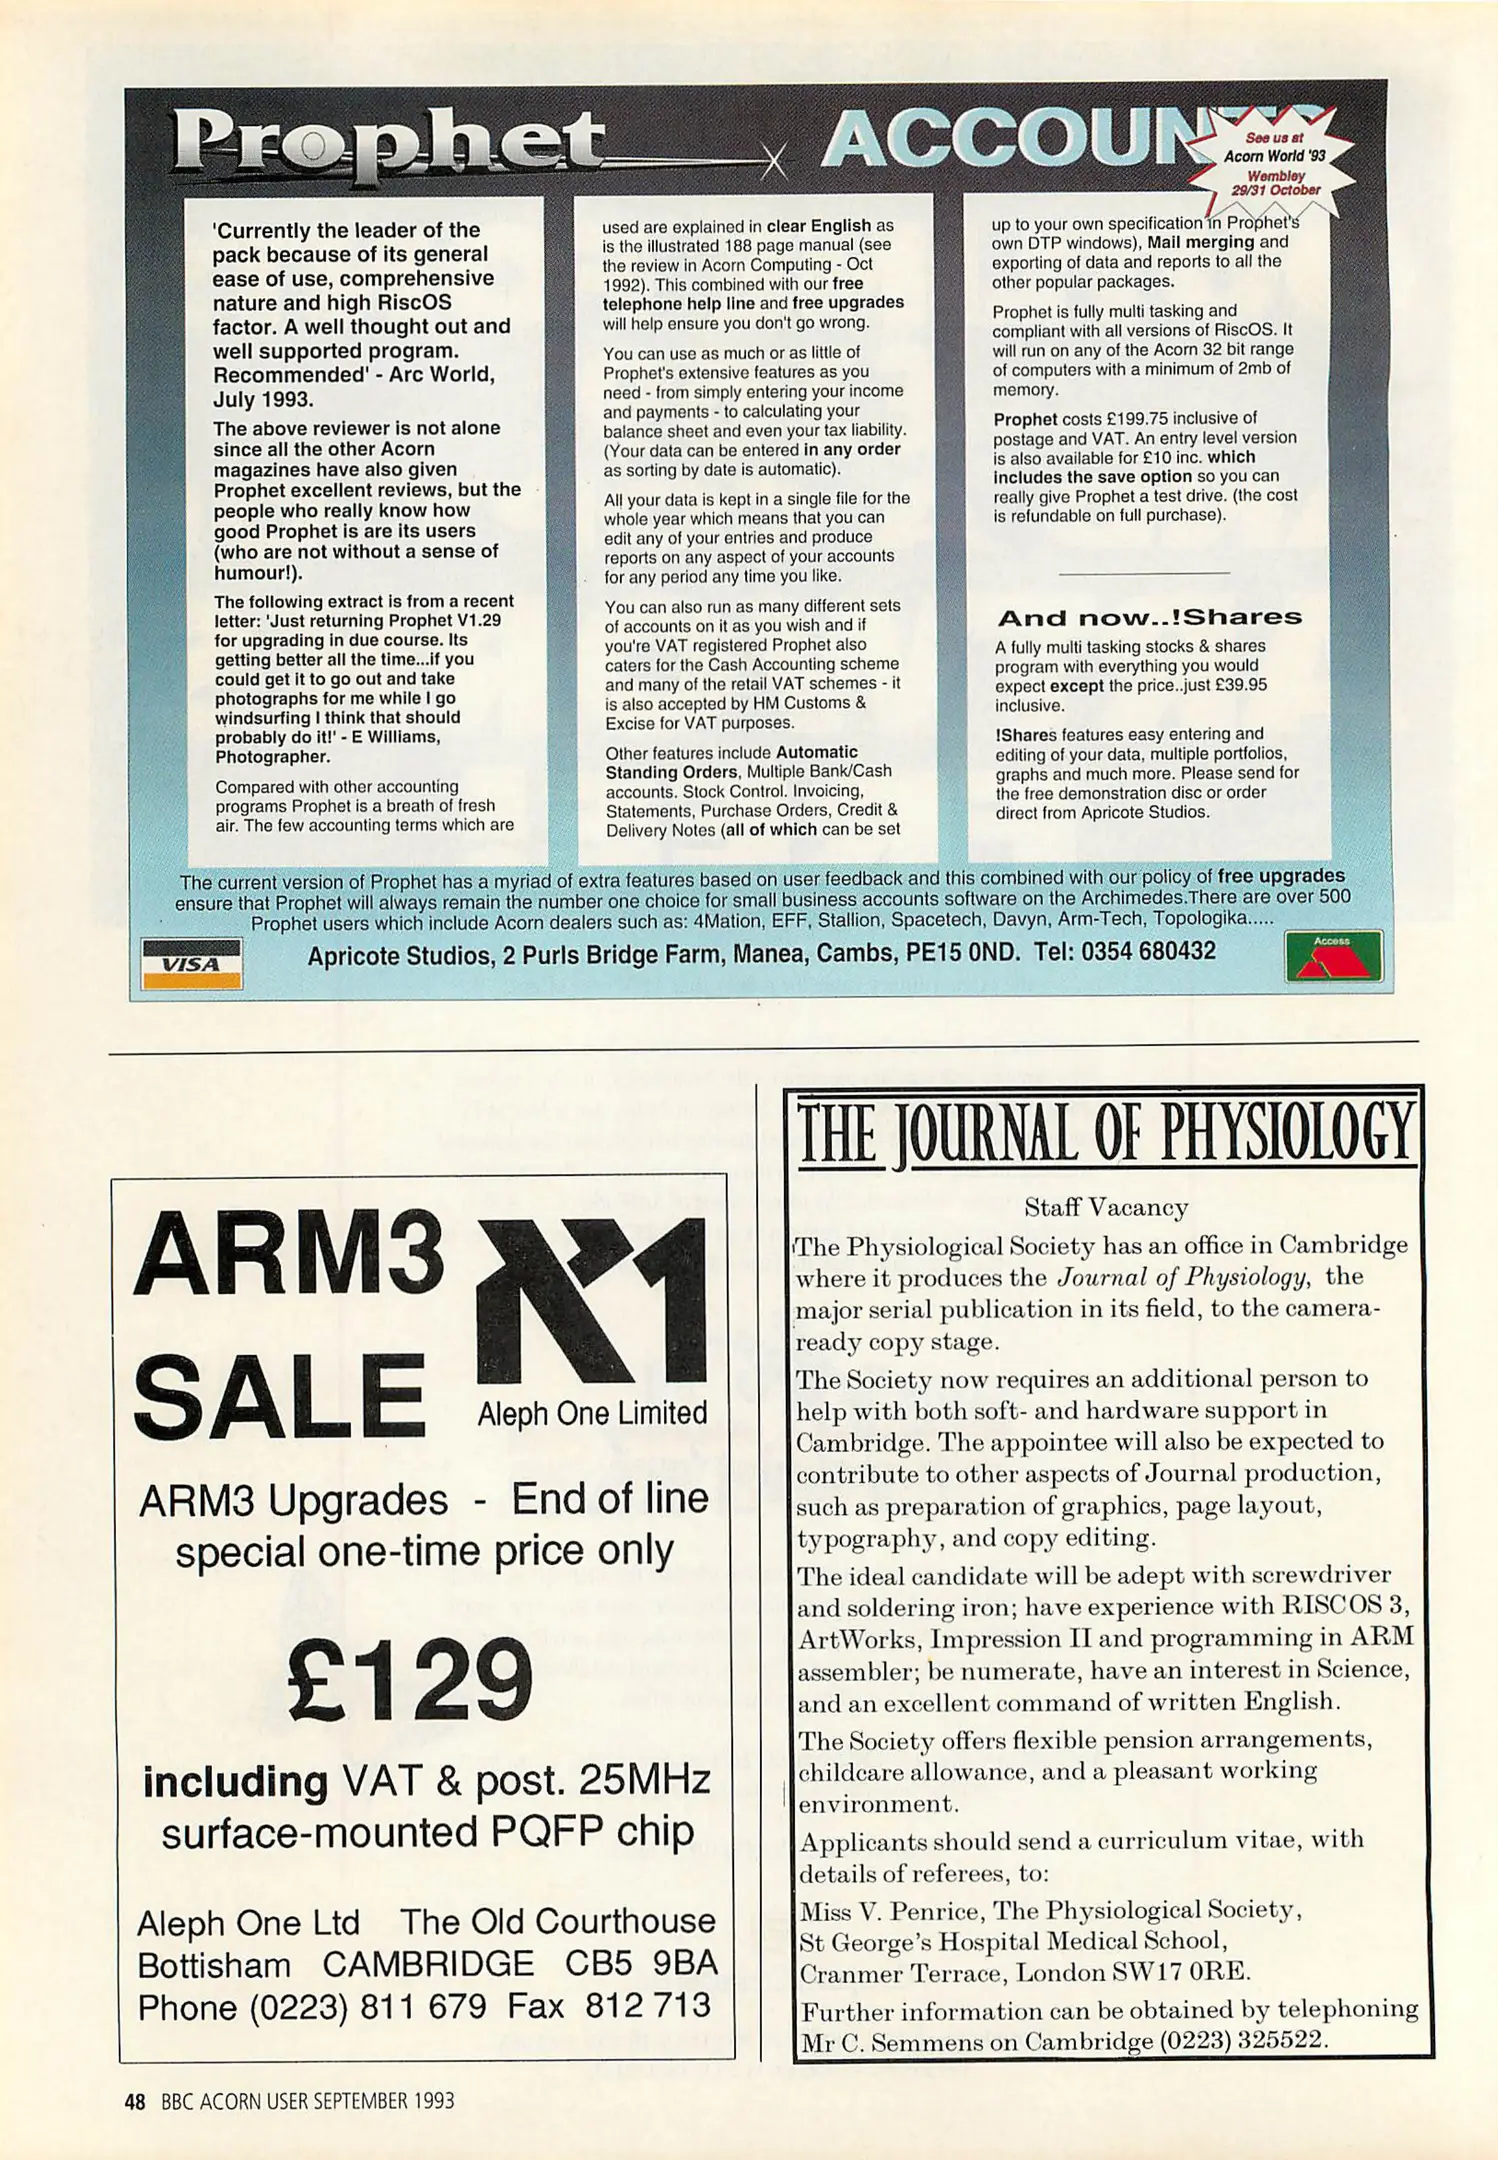 Prophet
ACCOUNTS
See us at
Acorn World '93
Wembley
29/31 October
'Currently the leader of the
pack because of its general
ease of use, comprehensive
nature and high RiscOS
factor. A well thought out and
well supported program.
Recommended' - Arc World,
July 1993.
The above reviewer is not alone
since all the other Acorn
magazines have also given
Prophet excellent reviews, but the
people who really know how
good Prophet is are its users
(who are not without a sense of
humour!).
The following extract is from a recent
letter: 'Just returning Prophet V1.29
for upgrading in due course. Its
getting better all the time...if you
could get it to go out and take
photographs for me while I go
windsurfing I think that should
probably do it!' - E Williams,
Photographer.
Compared with other accounting
programs Prophet is a breath of fresh
air. The few accounting terms which are
used are explained in clear English as
is the illustrated 188 page manual (see
the review in Acorn Computing - Oct
1992). This combined with our free
telephone help line and free upgrades
will help ensure you don't go wrong.
You can use as much or as little of
Prophet's extensive features as you
need - from simply entering your income
and payments - to calculating your
balance sheet and even your tax liability.
(Your data can be entered in any order
as sorting by date is automatic).
All your data is kept in a single file for the
whole year which means that you can
edit any of your entries and produce
reports on any aspect of your accounts
for any period any time you like.
You can also run as many different sets
of accounts on it as you wish and if
you're VAT registered Prophet also
caters for the Cash Accounting scheme
and many of the retail VAT schemes - it
is also accepted by HM Customs &
Excise for VAT purposes.
Other features include Automatic
Standing Orders, Multiple Bank/Cash
accounts. Stock Control. Invoicing,
Statements, Purchase Orders, Credit &
Delivery Notes (all of which can be set
up to your own specification in Prophet's
own DTP windows), Mail merging and
exporting of data and reports to all the
other popular packages.
Prophet is fully multi tasking and
compliant with all versions of RiscOS. It
will run on any of the Acorn 32 bit range
of computers with a minimum of 2mb of
memory.
Prophet costs £199.75 inclusive of
postage and VAT. An entry level version
is also available for £10 inc. which
includes the save option so you can
really give Prophet a test drive. (the cost
is refundable on full purchase).
And now..!Shares
A fully multi tasking stocks & shares
program with everything you would
expect except the price..just £39.95
inclusive.
!Shares features easy entering and
editing of your data, multiple portfolios,
graphs and much more. Please send for
the free demonstration disc or order
direct from Apricote Studios.
The current version of Prophet has a myriad of extra features based on user feedback and this combined with our policy of free upgrades
ensure that Prophet will always remain the number one choice for small business accounts software on the Archimedes.There are over 500
Prophet users which include Acorn dealers such as: 4Mation, EFF, Stallion, Spacetech, Davyn, Arm-Tech, Topologika.....
VISA
Apricote Studios, 2 Purls Bridge Farm, Manea, Cambs, PE15 0ND. Tel: 0354 680432
Access
ARM3
SALE
Aleph One Limited
ARM3 Upgrades - End of line
special one-time price only
£129
including VAT & post. 25MHz
surface-mounted PQFP chip
Aleph One Ltd The Old Courthouse
Bottisham CAMBRIDGE CB5 9BA
Phone (0223) 811 679 Fax 812 713
THE JOURNAL OF PHYSIOLOGY
Staff Vacancy
The Physiological Society has an office in Cambridge
where it produces the Journal of Physiology, the
major serial publication in its field, to the camera-
ready copy stage.
The Society now requires an additional person to
help with both soft- and hardware support in
Cambridge. The appointee will also be expected to
contribute to other aspects of Journal production,
such as preparation of graphics, page layout,
typography, and copy editing.
The ideal candidate will be adept with screwdriver
and soldering iron; have experience with RISC OS 3,
ArtWorks, Impression II and programming in ARM
assembler; be numerate, have an interest in Science,
and an excellent command of written English.
The Society offers flexible pension arrangements,
childcare allowance, and a pleasant working
environment.
Applicants should send a curriculum vitae, with
details of referees, to:
Miss V. Penrice, The Physiological Society,
St George's Hospital Medical School,
Cranmer Terrace, London SW17 0RE.
Further information can be obtained by telephoning
Mr C. Semmens on Cambridge (0223) 325522.
48 BBC ACORN USER SEPTEMBER 1993